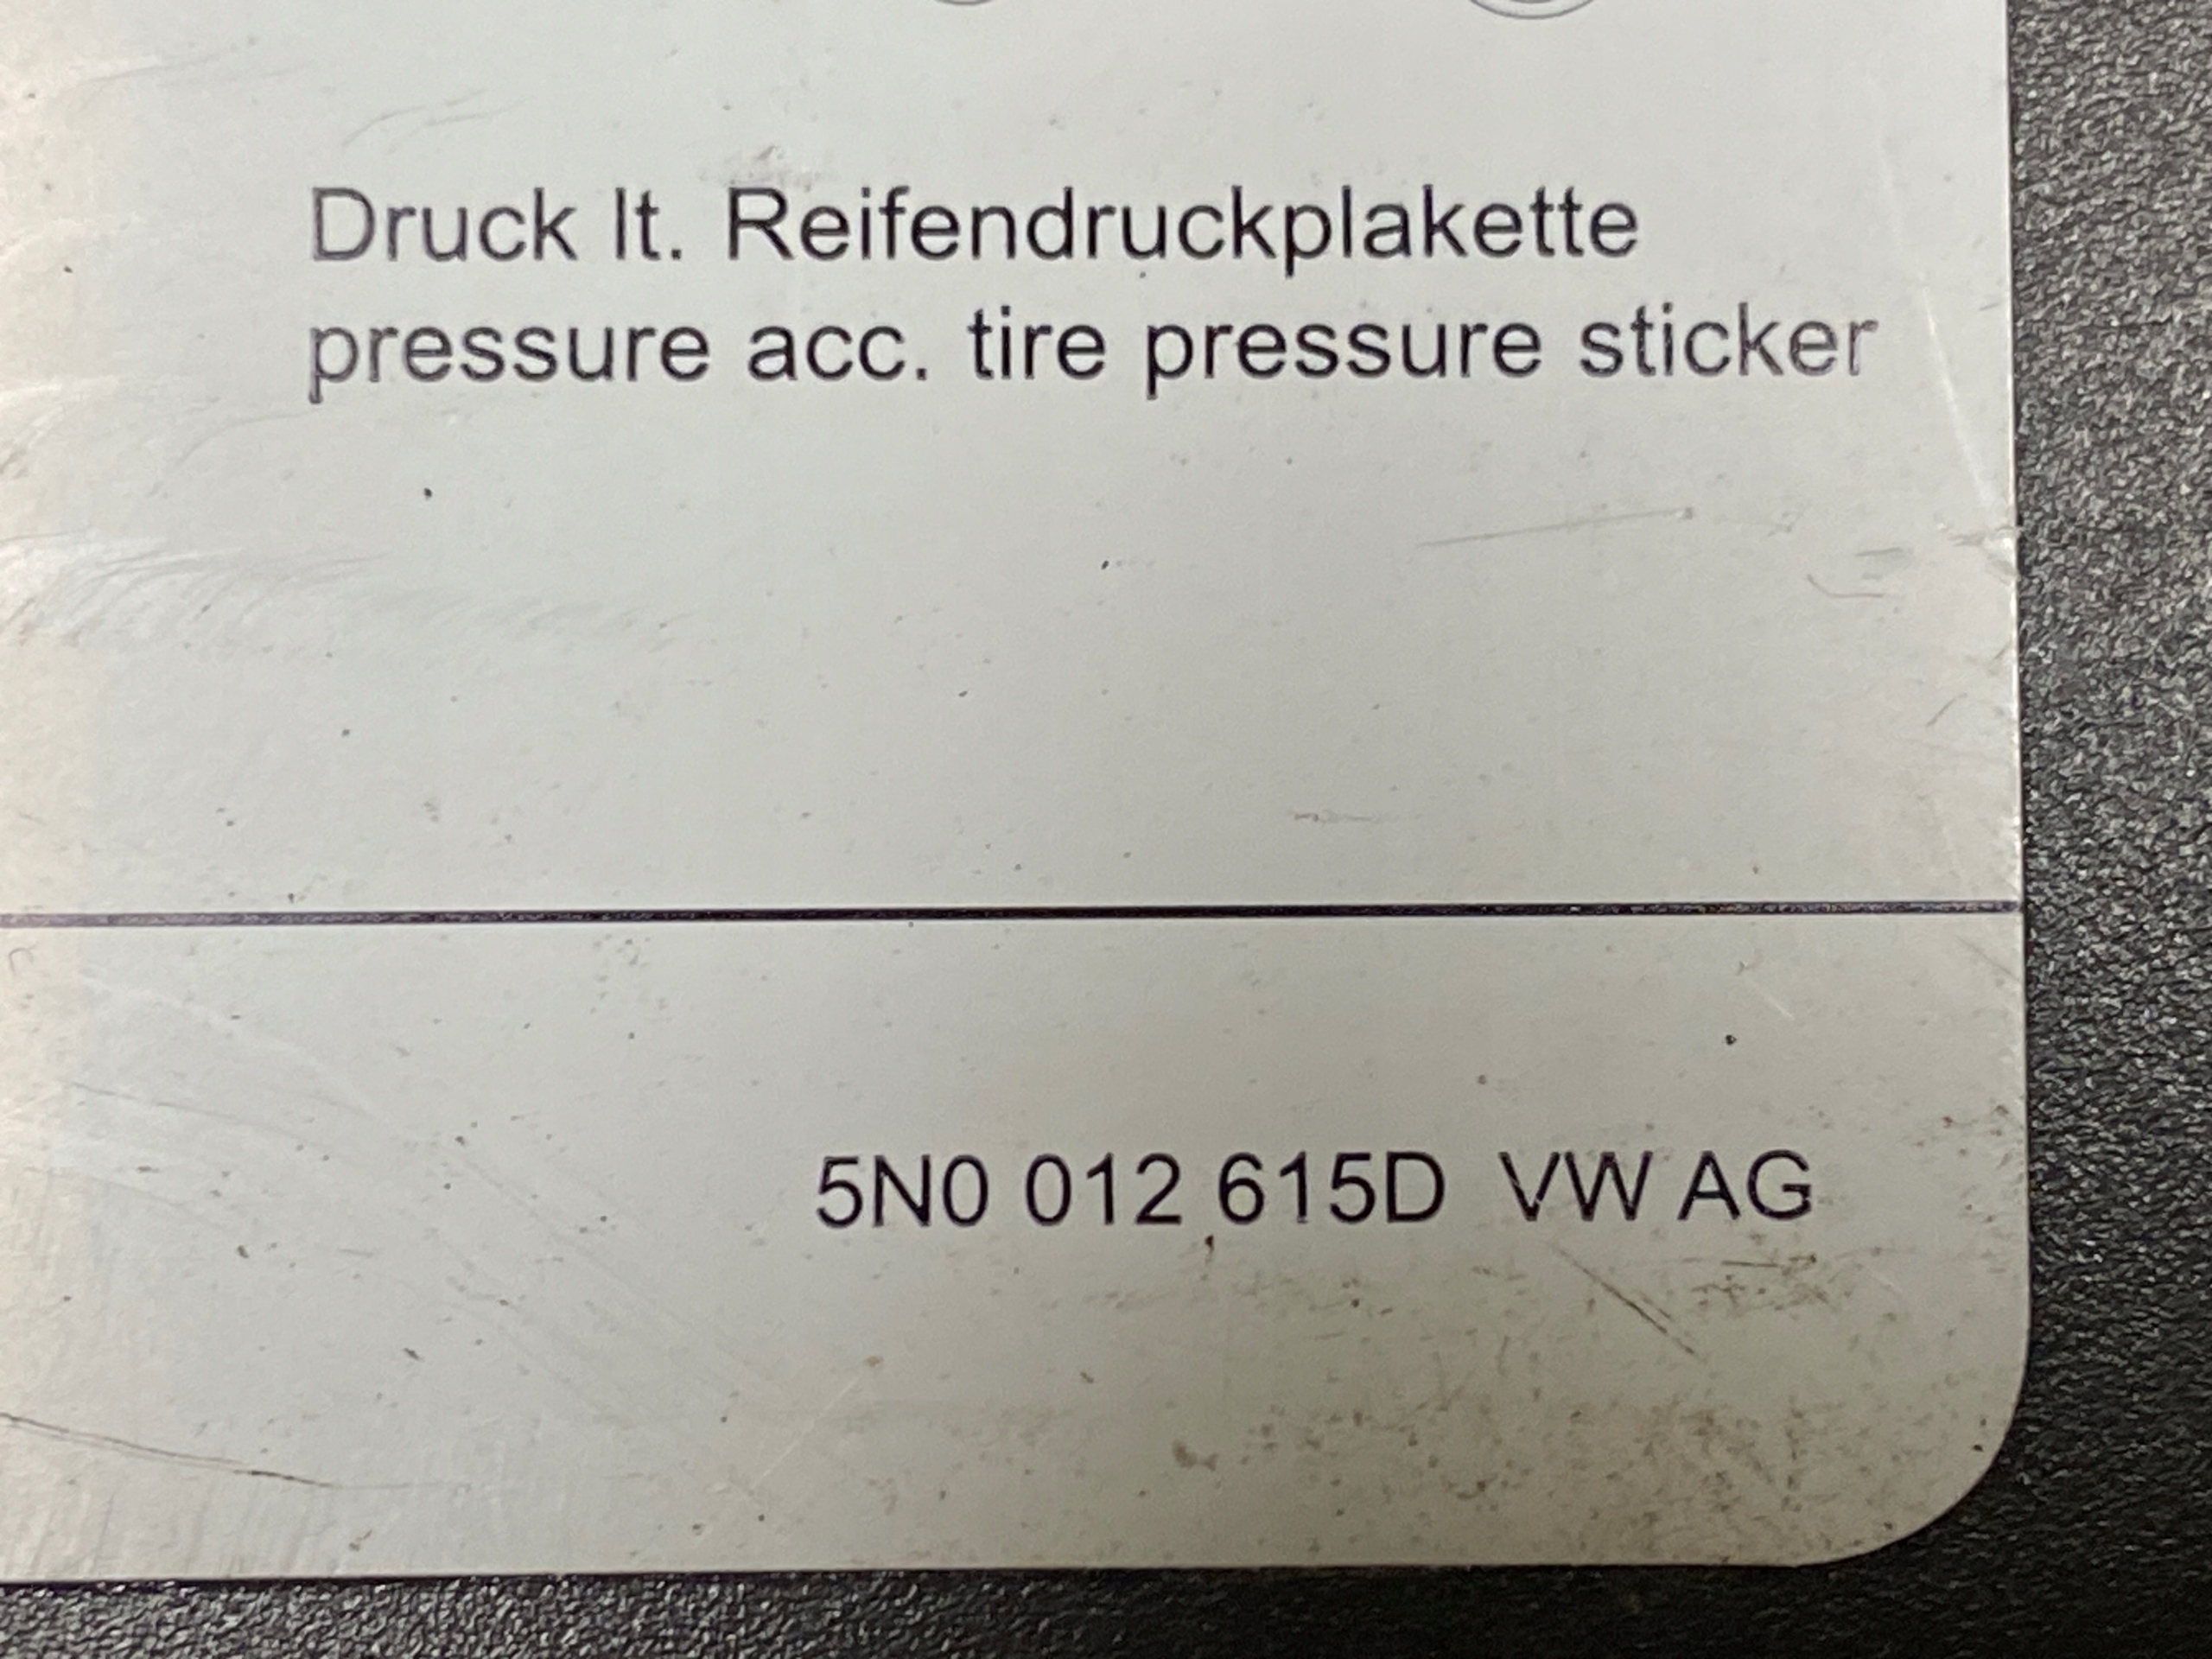 Druck lt. Reifendruckplakette
pressure acc. tire pressure sticker
5N0 012 615D VW AG